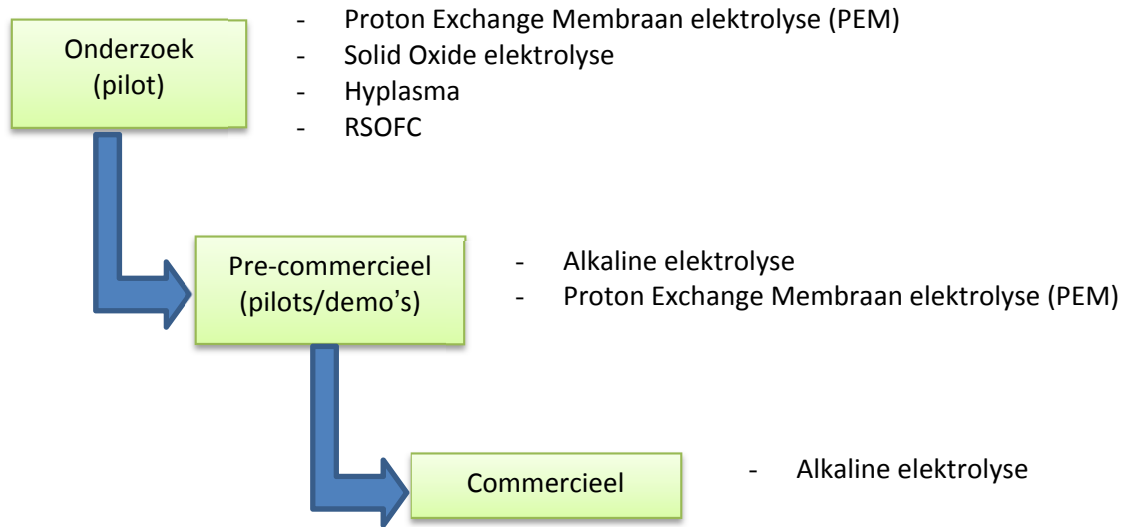 Onderzoek
(pilot)
- Proton Exchange Membraan elektrolyse (PEM)
- Solid Oxide elektrolyse
- Hyplasma
- RSOFC
Pre-commercieel
(pilots/demo's)
- Alkaline elektrolyse
- Proton Exchange Membraan elektrolyse (PEM)
Commercieel
- Alkaline elektrolyse